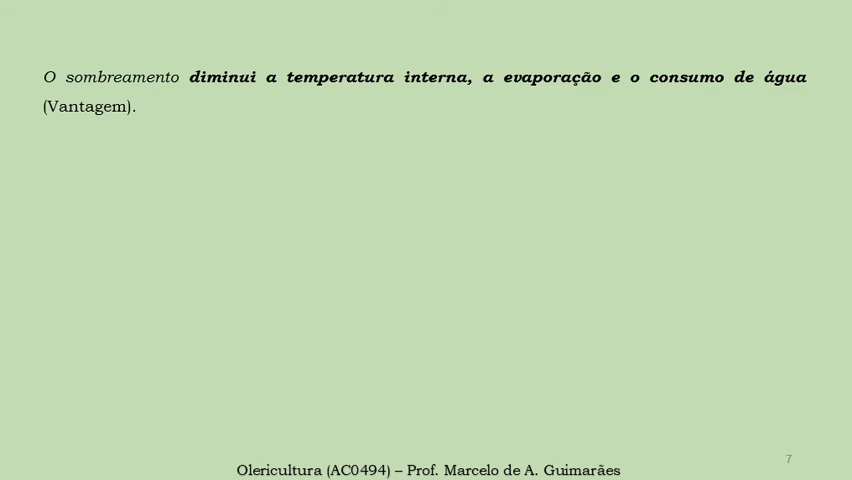 O sombreamento diminui a temperatura interna, a evaporação e o consumo de água
(Vantagem).
7
Olericultura (AC0494) – Prof. Marcelo de A. Guimarães